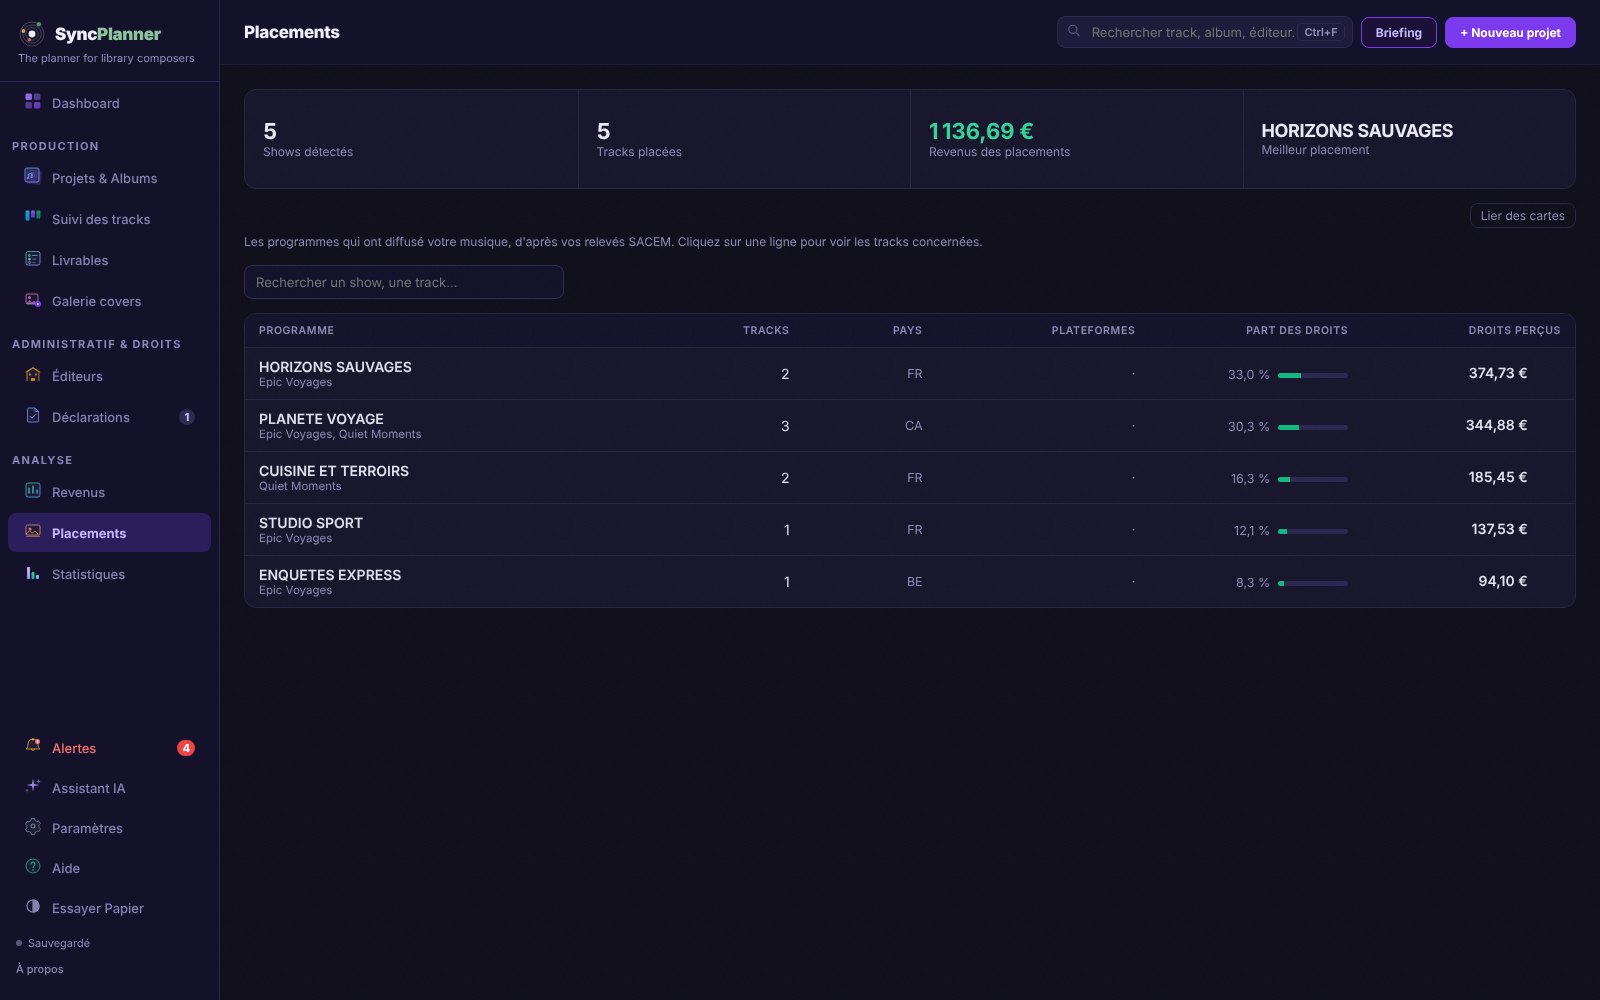 SyncPlanner
The planner for library composers
Dashboard
PRODUCTION
Projets & Albums
Suivi des tracks
Livrables
Galerie covers
ADMINISTRATIF & DROITS
Éditeurs
Déclarations 1
ANALYSE
Revenus
Placements
Statistiques
Alertes 4
Assistant IA
Paramètres
Aide
Essayer Papier
Sauvegardé
À propos
Placements
Rechercher track, album, éditeur. Ctrl+F
Briefing
+ Nouveau projet
5
Shows détectés
5
Tracks placées
1 136,69 €
Revenus des placements
HORIZONS SAUVAGES
Meilleur placement
Lier des cartes
Les programmes qui ont diffusé votre musique, d'après vos relevés SACEM. Cliquez sur une ligne pour voir les tracks concernées.
Rechercher un show, une track...
PROGRAMME TRACKS PAYS PLATEFORMES PART DES DROITS DROITS PERÇUS
HORIZONS SAUVAGES 2 FR · 33,0 % 374,73 €
Epic Voyages
PLANETE VOYAGE 3 CA · 30,3 % 344,88 €
Epic Voyages, Quiet Moments
CUISINE ET TERROIRS 2 FR · 16,3 % 185,45 €
Quiet Moments
STUDIO SPORT 1 FR · 12,1 % 137,53 €
Epic Voyages
ENQUETES EXPRESS 1 BE · 8,3 % 94,10 €
Epic Voyages